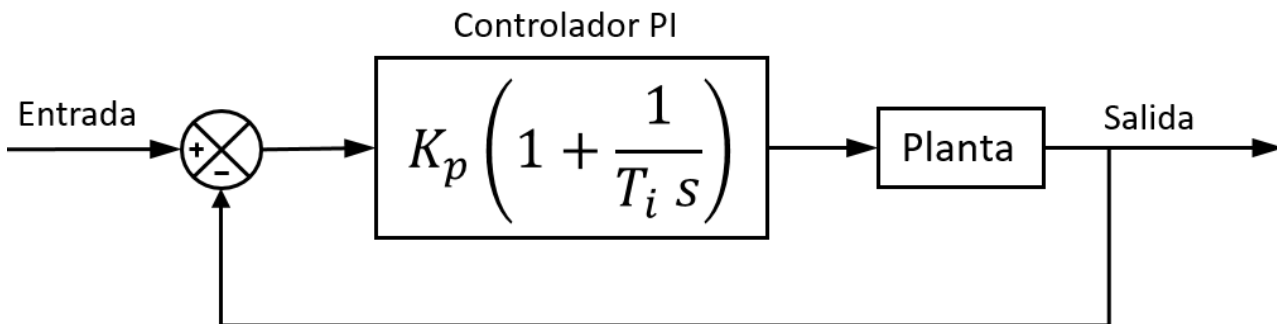 Controlador PI
Entrada
+
−
K_p (1 + 1/(T_i s))
Planta
Salida